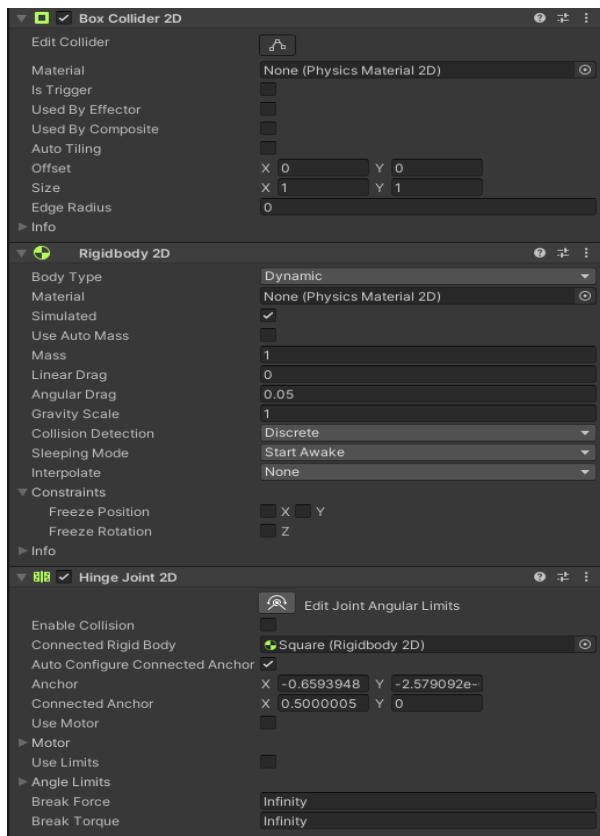 Box Collider 2D
Edit Collider
Material None (Physics Material 2D)
Is Trigger
Used By Effector
Used By Composite
Auto Tiling
Offset X 0 Y 0
Size X 1 Y 1
Edge Radius 0
Info
Rigidbody 2D
Body Type Dynamic
Material None (Physics Material 2D)
Simulated
Use Auto Mass
Mass 1
Linear Drag 0
Angular Drag 0.05
Gravity Scale 1
Collision Detection Discrete
Sleeping Mode Start Awake
Interpolate None
Constraints
Freeze Position X Y
Freeze Rotation Z
Info
Hinge Joint 2D
Edit Joint Angular Limits
Enable Collision
Connected Rigid Body Square (Rigidbody 2D)
Auto Configure Connected Anchor
Anchor X -0.6593948 Y -2.579092e-
Connected Anchor X 0.5000005 Y 0
Use Motor
Motor
Use Limits
Angle Limits
Break Force Infinity
Break Torque Infinity